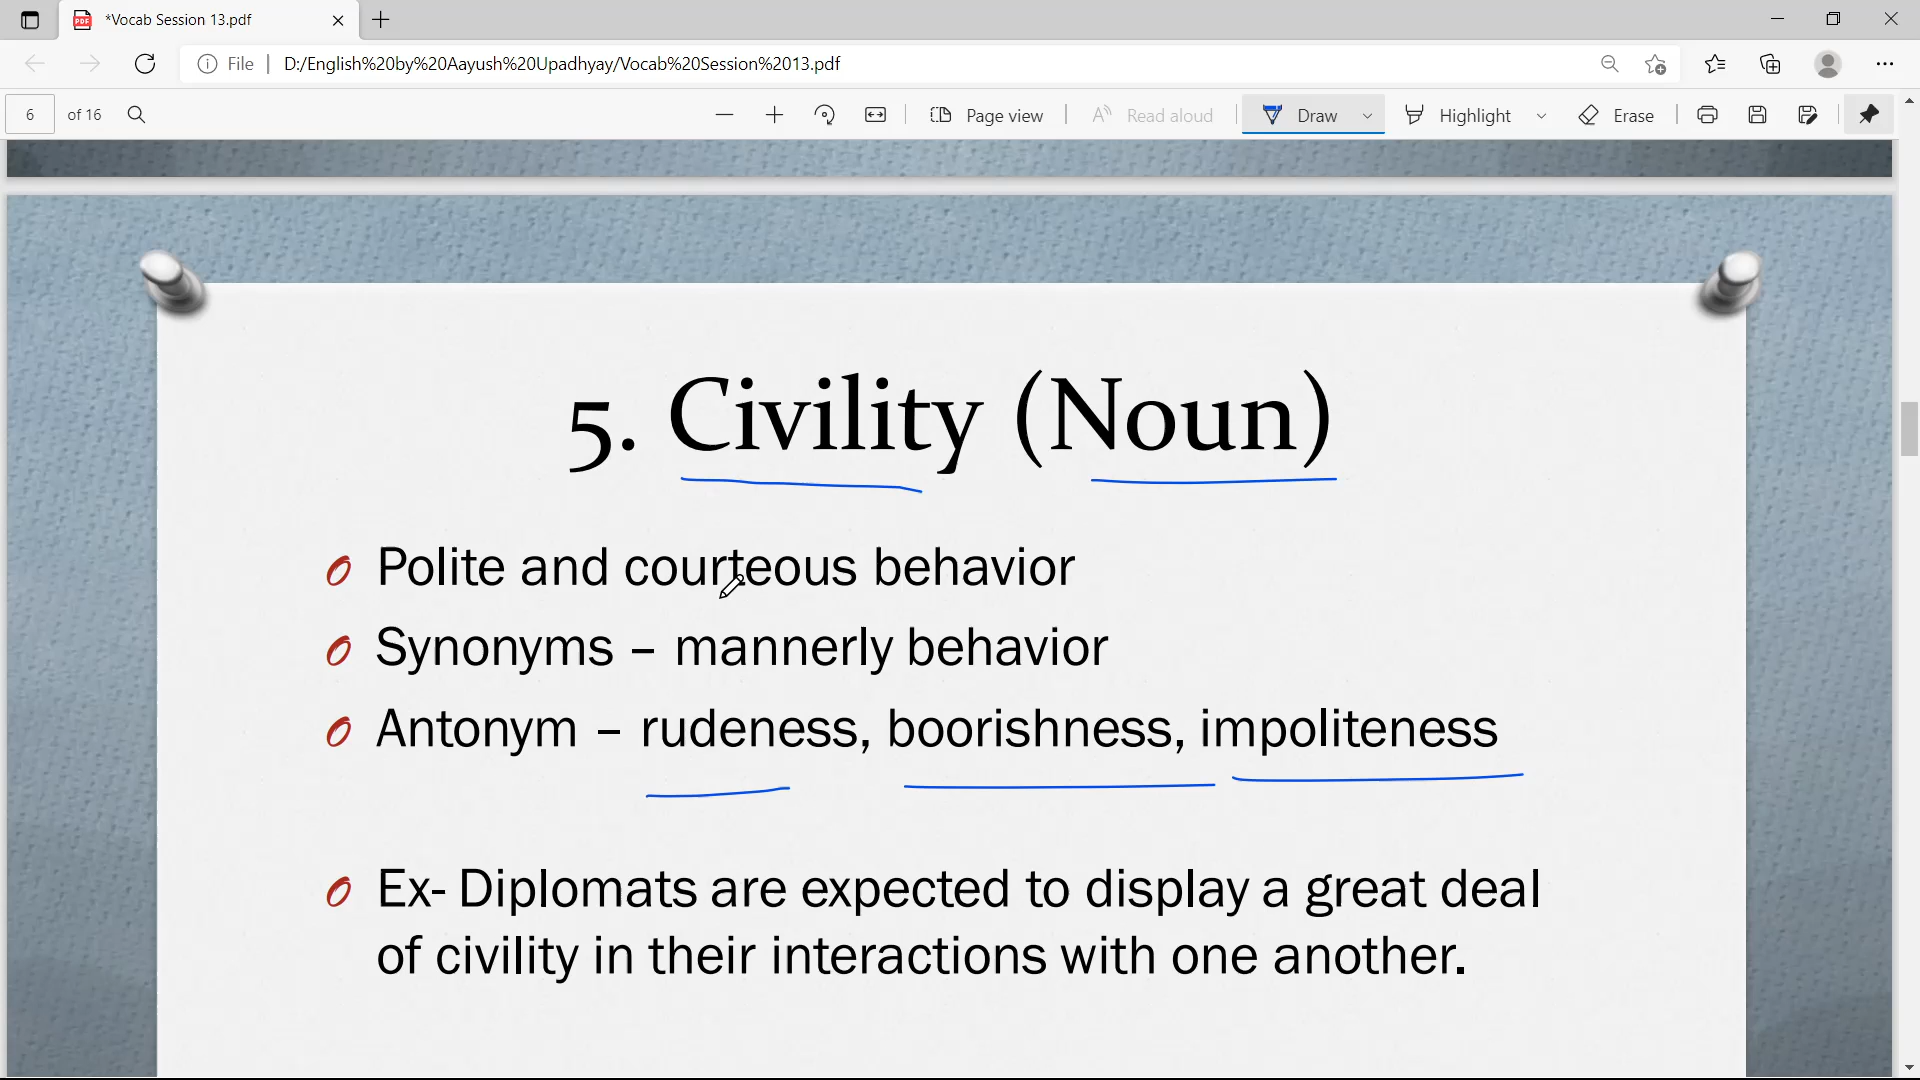 *Vocab Session 13.pdf
File | D:/English%20by%20Aayush%20Upadhyay/Vocab%20Session%2013.pdf
6 of 16 Page view Read aloud Draw Highlight Erase
5. Civility (Noun)
Polite and courteous behavior
Synonyms – mannerly behavior
Antonym – rudeness, boorishness, impoliteness
Ex- Diplomats are expected to display a great deal
of civility in their interactions with one another.